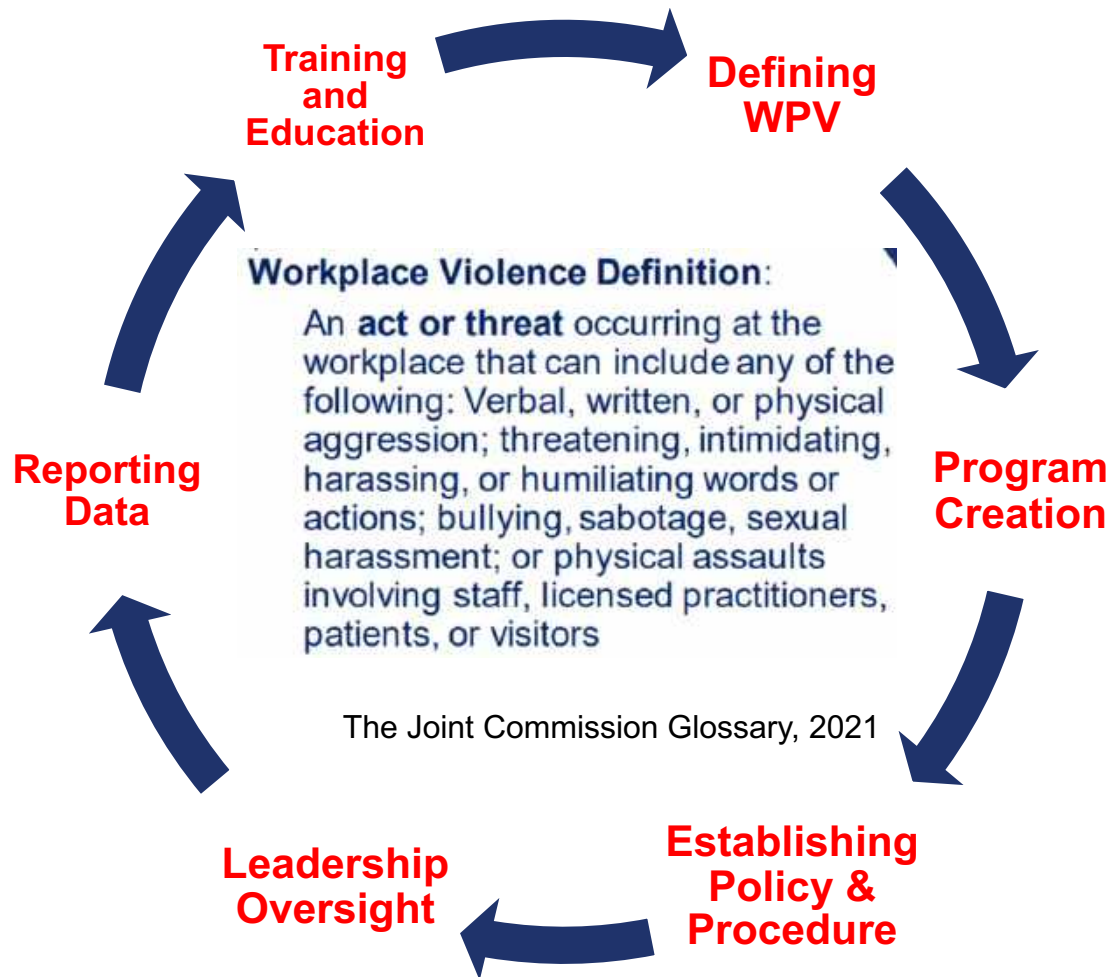 Training
and
Education
Defining
WPV
Workplace Violence Definition:
An act or threat occurring at the
workplace that can include any of the
following: Verbal, written, or physical
aggression; threatening, intimidating,
harassing, or humiliating words or
actions; bullying, sabotage, sexual
harassment; or physical assaults
involving staff, licensed practitioners,
patients, or visitors
The Joint Commission Glossary, 2021
Program
Creation
Establishing
Policy &
Procedure
Leadership
Oversight
Reporting
Data